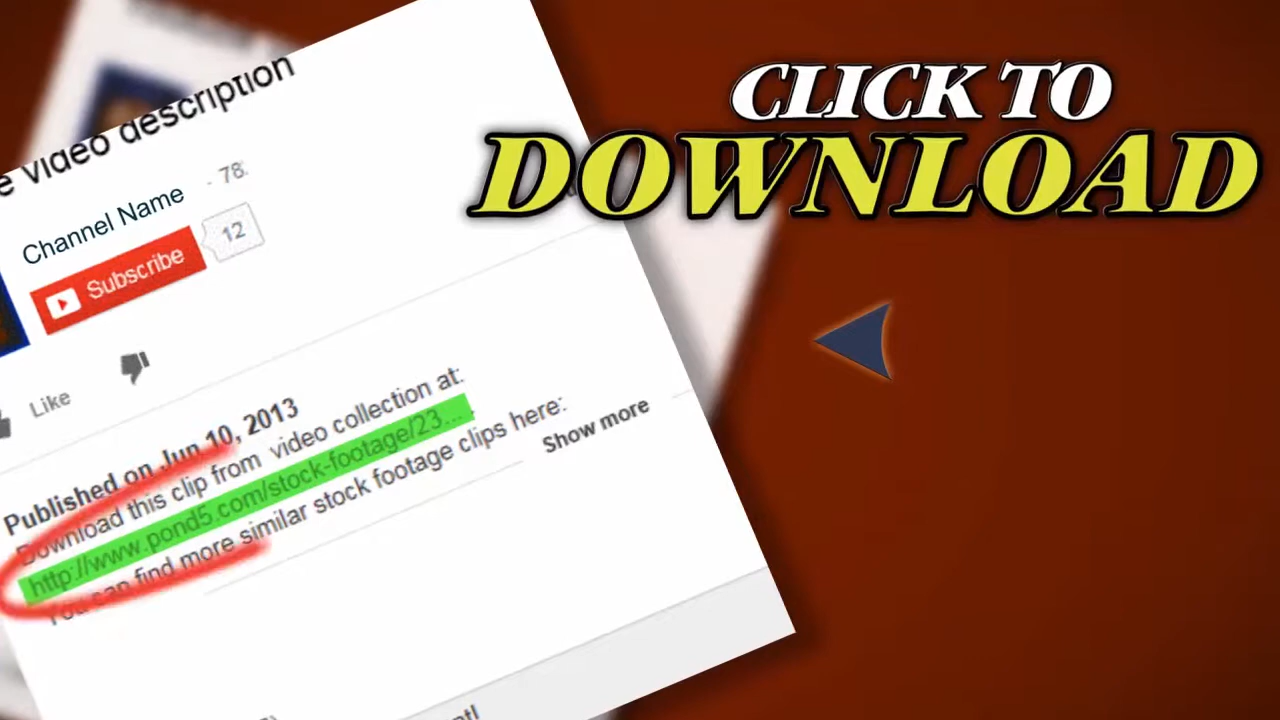 CLICK TO
DOWNLOAD
video description
Channel Name - 78
Subscribe 12
Like
Published on Jun 10, 2013
Download this clip from video collection at:
http://www.pond5.com/stock-footage/23...
You can find more similar stock footage clips here:
Show more